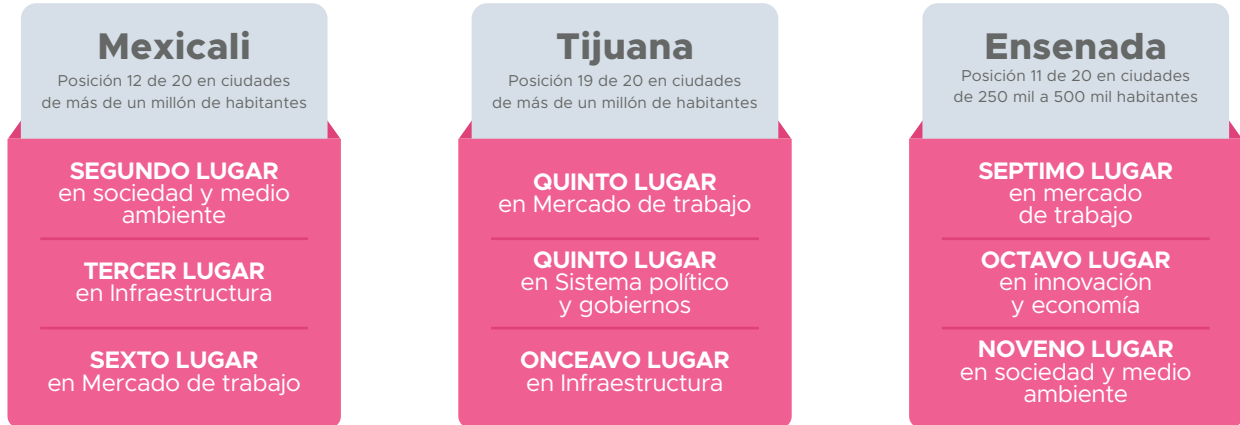 Mexicali
Posición 12 de 20 en ciudades
de más de un millón de habitantes
SEGUNDO LUGAR
en sociedad y medio
ambiente
TERCER LUGAR
en Infraestructura
SEXTO LUGAR
en Mercado de trabajo
Tijuana
Posición 19 de 20 en ciudades
de más de un millón de habitantes
QUINTO LUGAR
en Mercado de trabajo
QUINTO LUGAR
en Sistema político
y gobiernos
ONCEAVO LUGAR
en Infraestructura
Ensenada
Posición 11 de 20 en ciudades
de 250 mil a 500 mil habitantes
SEPTIMO LUGAR
en mercado
de trabajo
OCTAVO LUGAR
en innovación
y economía
NOVENO LUGAR
en sociedad y medio
ambiente